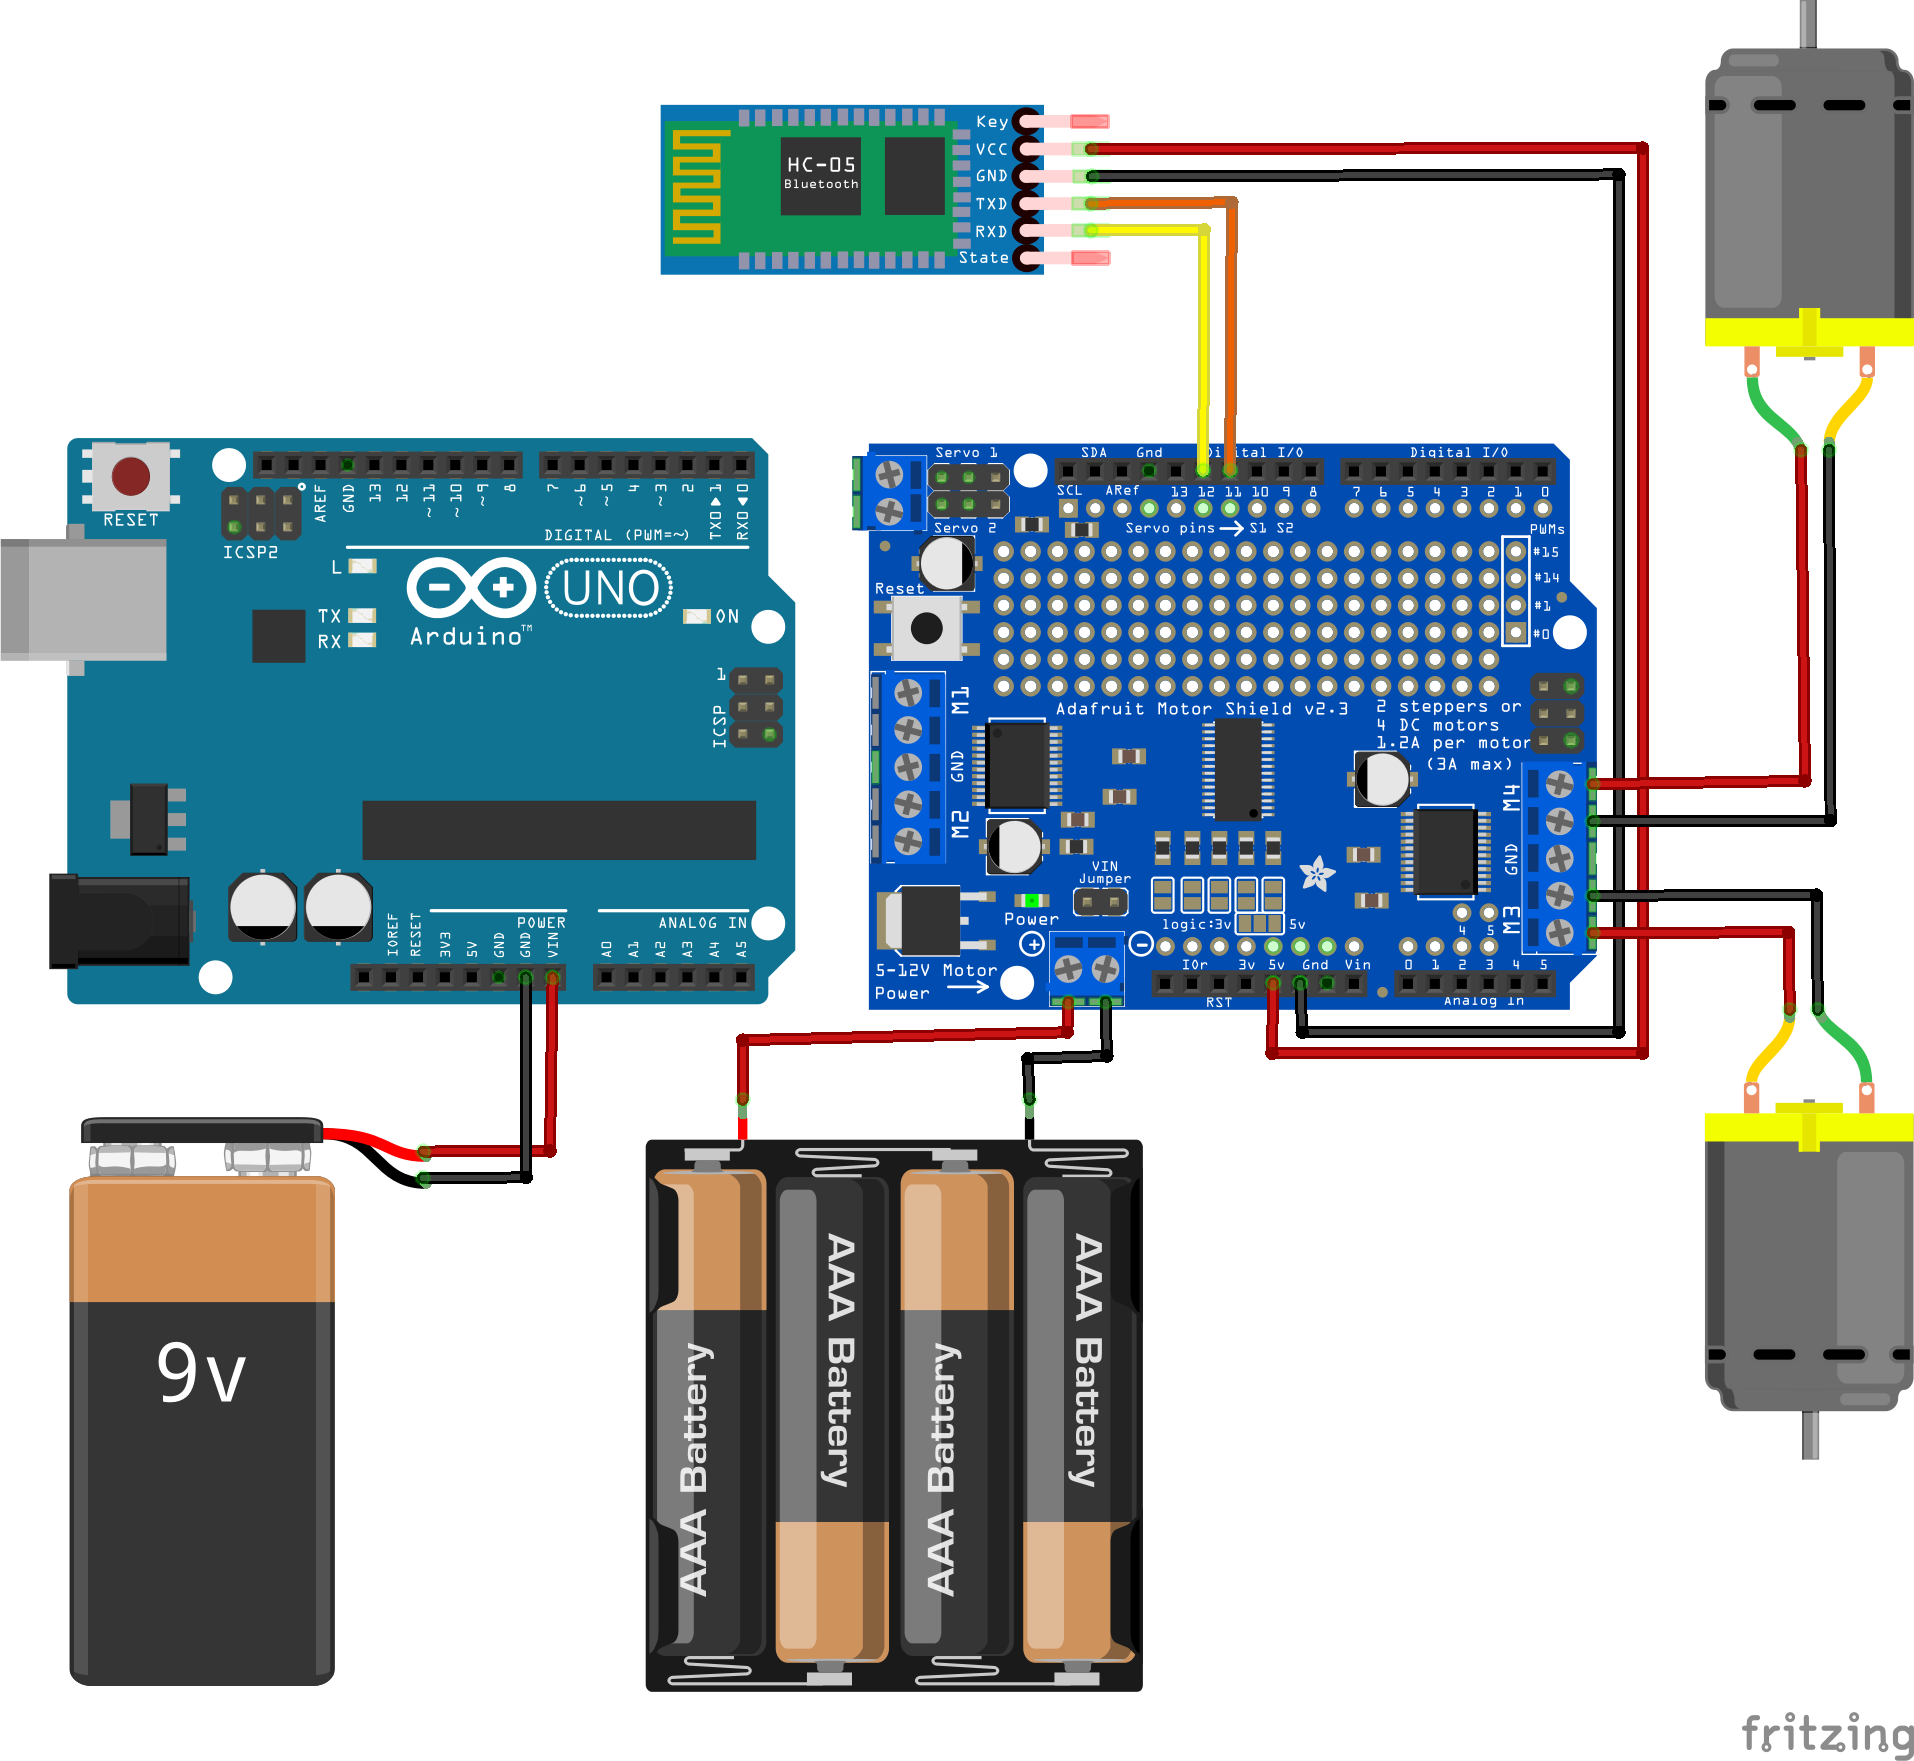 Key
VCC
GND
TXD
RXD
State
HC-05
Bluetooth
RESET
ICSP2
AREF
GND
13
12
~11
~10
~9
8
7
~6
~5
4
~3
2
TX0▶1
RX0◀0
DIGITAL (PWM=~)
L
TX
RX
UNO
Arduino™
ON
1
ICSP
IOREF
RESET
3V3
5V
GND
GND
VIN
POWER
ANALOG IN
A0
A1
A2
A3
A4
A5
Servo 1
Servo 2
SDA
Gnd
Digital I/O
Digital I/O
SCL
ARef
13 12 11 10 9 8
7 6 5 4 3 2 1 0
Servo pins → S1 S2
PWMs
#15
#14
#1
#0
Reset
M1
GND
M2
Adafruit Motor Shield v2.3
2 steppers or
4 DC motors
1.2A per motor
(3A max)
M4
GND
M3
VIN
Jumper
Power
logic:3v
5v
4 5
5-12V Motor
Power
IOr
3v
5v
Gnd
Vin
RST
0 1 2 3 4 5
Analog In
9v
AAA Battery
AAA Battery
AAA Battery
AAA Battery
fritzing